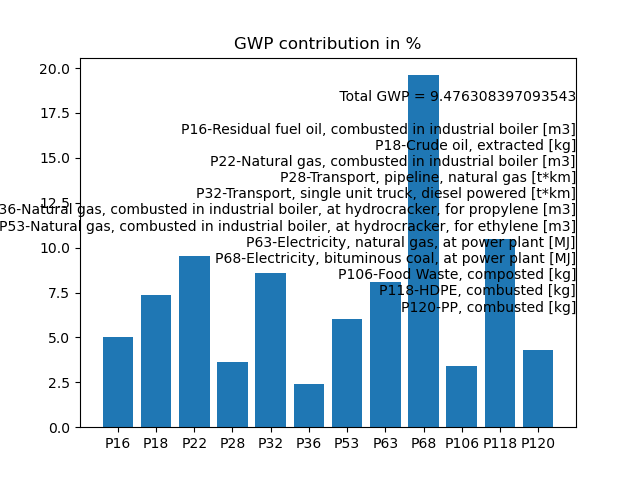 GWP contribution in %
20.0
Total GWP = 9.476308397093543
17.5
P16-Residual fuel oil, combusted in industrial boiler [m3]
P18-Crude oil, extracted [kg]
15.0
P22-Natural gas, combusted in industrial boiler [m3]
P28-Transport, pipeline, natural gas [t*km]
P32-Transport, single unit truck, diesel powered [t*km]
12.5
36-Natural gas, combusted in industrial boiler, at hydrocracker, for propylene [m3]
P53-Natural gas, combusted in industrial boiler, at hydrocracker, for ethylene [m3]
10.0
P63-Electricity, natural gas, at power plant [MJ]
P68-Electricity, bituminous coal, at power plant [MJ]
P106-Food Waste, composted [kg]
7.5
P118-HDPE, combusted [kg]
P120-PP, combusted [kg]
5.0
2.5
0.0
P16 P18 P22 P28 P32 P36 P53 P63 P68 P106 P118 P120